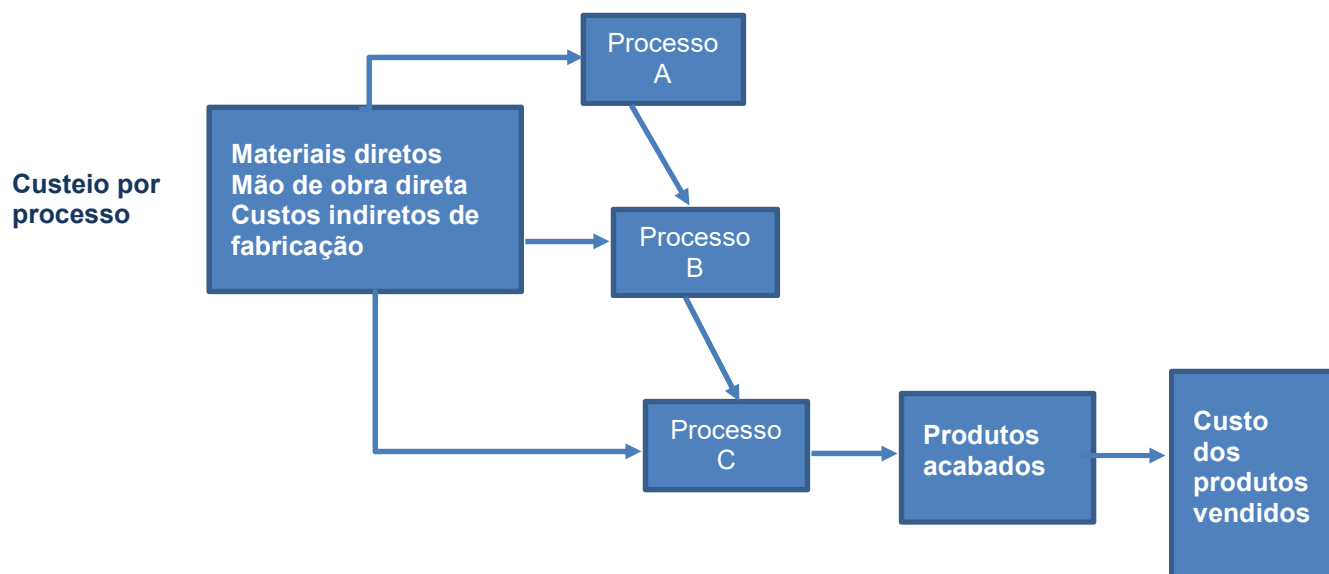 Processo
A
Materiais diretos
Mão de obra direta
Custos indiretos de
fabricação
Custeio por
processo
Processo
B
Processo
C
Produtos
acabados
Custo
dos
produtos
vendidos